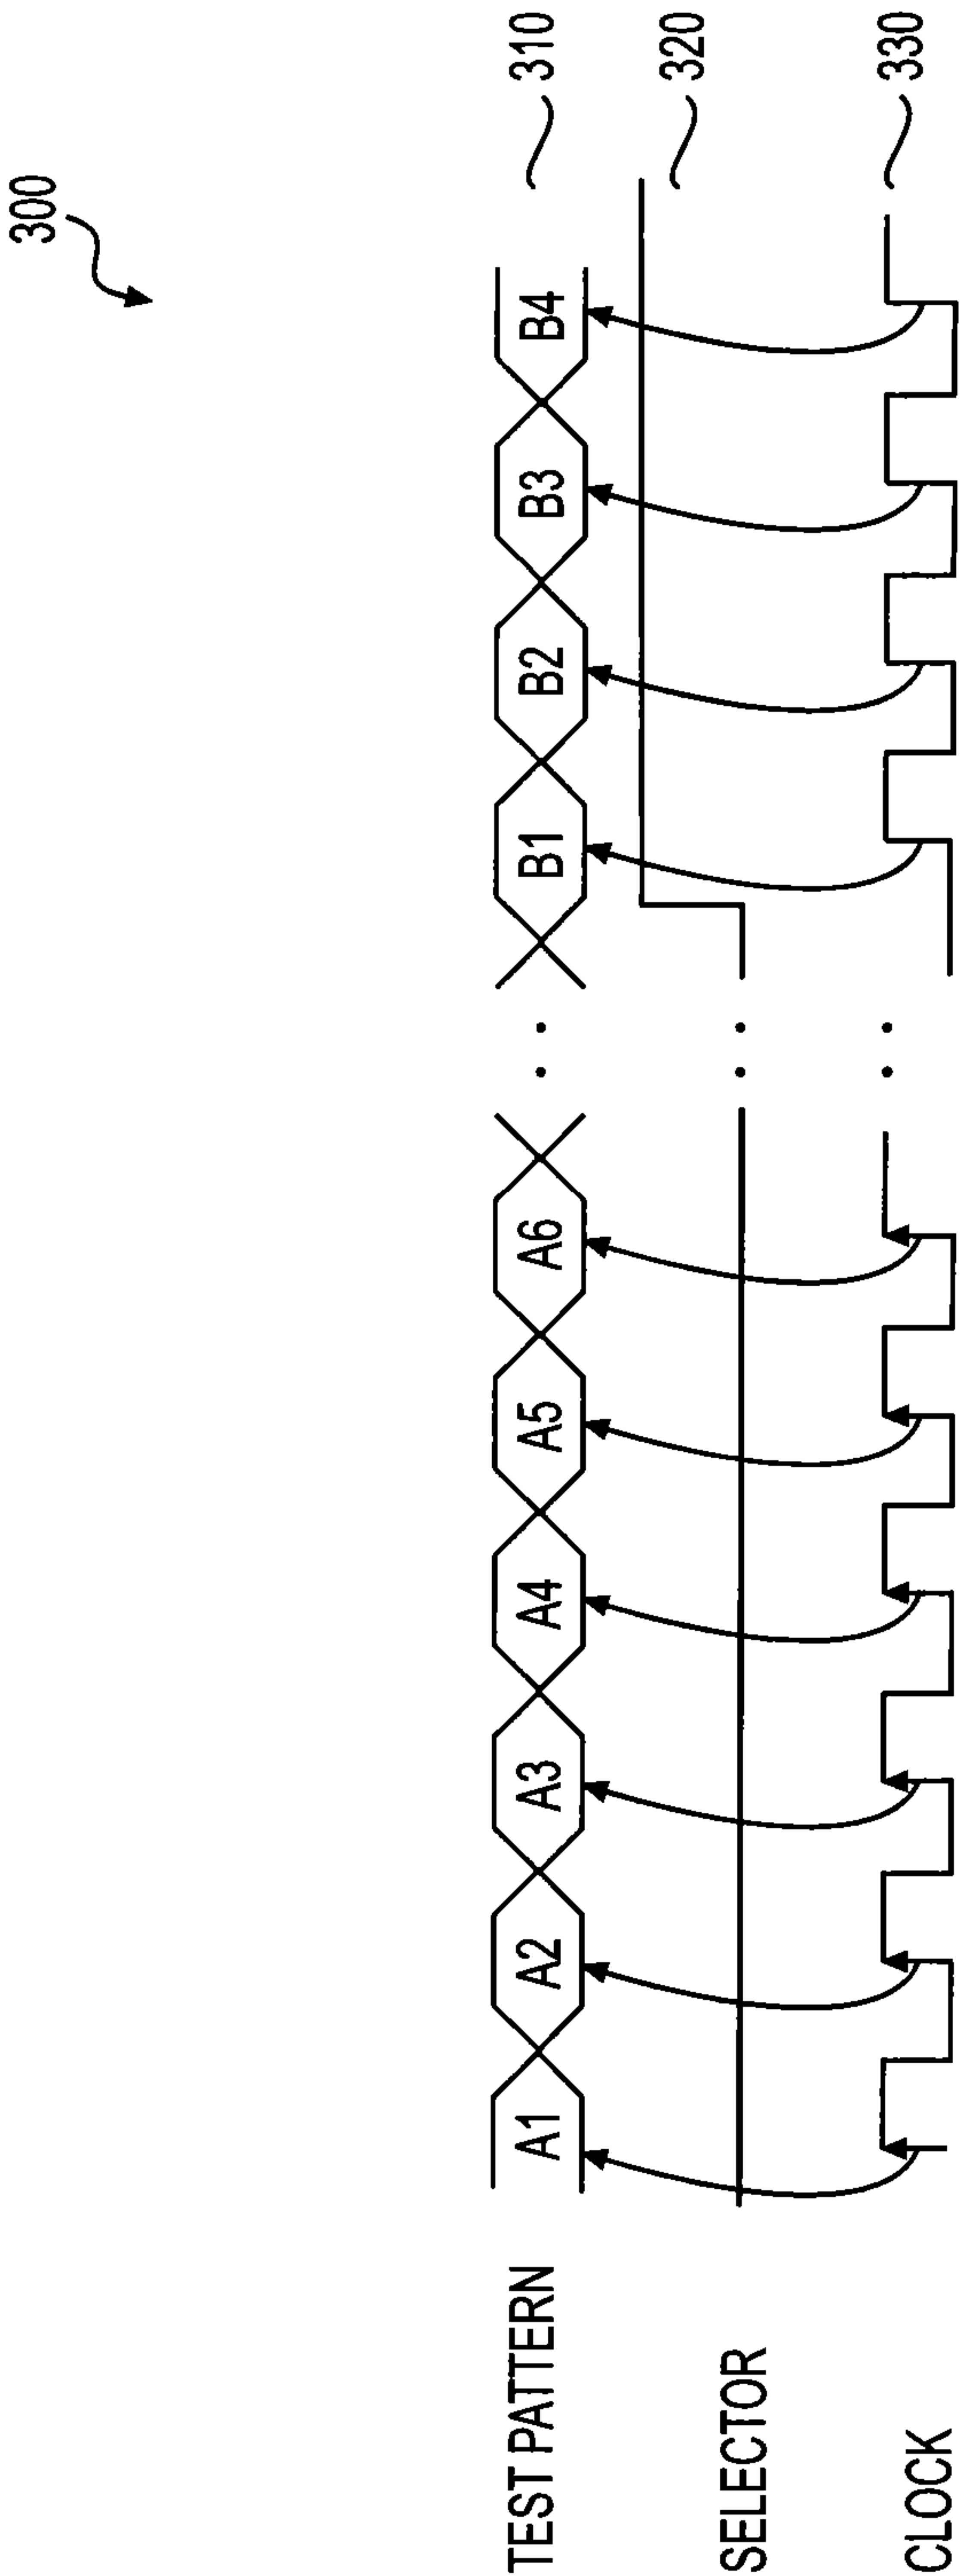 300
TEST PATTERN A1 A2 A3 A4 A5 A6 B1 B2 B3 B4 310
SELECTOR 320
CLOCK 330